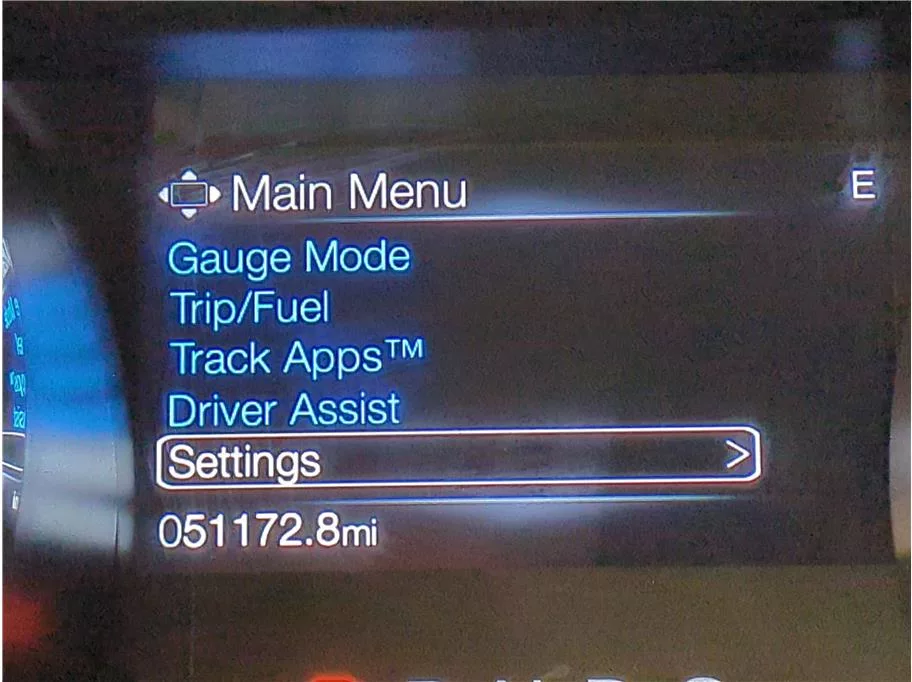 Main Menu
E
Gauge Mode
Trip/Fuel
Track Apps™
Driver Assist
Settings >
051172.8mi